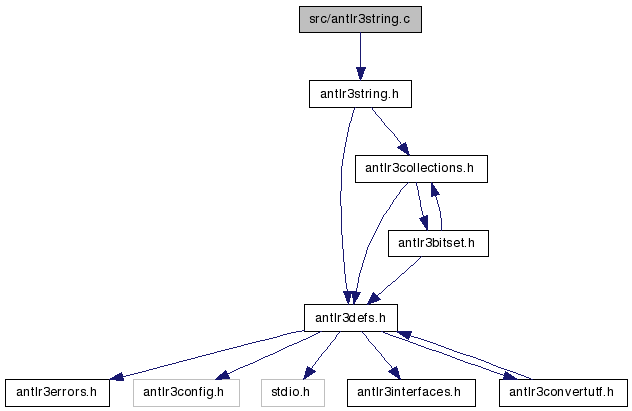 src/antlr3string.c
antlr3string.h
antlr3collections.h
antlr3bitset.h
antlr3defs.h
antlr3errors.h
antlr3config.h
stdio.h
antlr3interfaces.h
antlr3convertutf.h